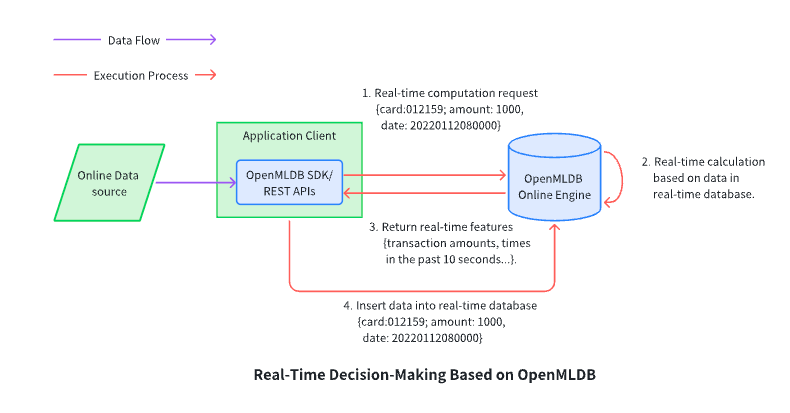 Data Flow
Execution Process
1. Real-time computation request
{card:012159; amount: 1000,
date: 20220112080000}
Application Client
Online Data
source
OpenMLDB SDK/
REST APIs
OpenMLDB
Online Engine
2. Real-time calculation
based on data in
real-time database.
3. Return real-time features
{transaction amounts, times
in the past 10 seconds...}.
4. Insert data into real-time database
{card:012159; amount: 1000,
date: 20220112080000}
Real-Time Decision-Making Based on OpenMLDB